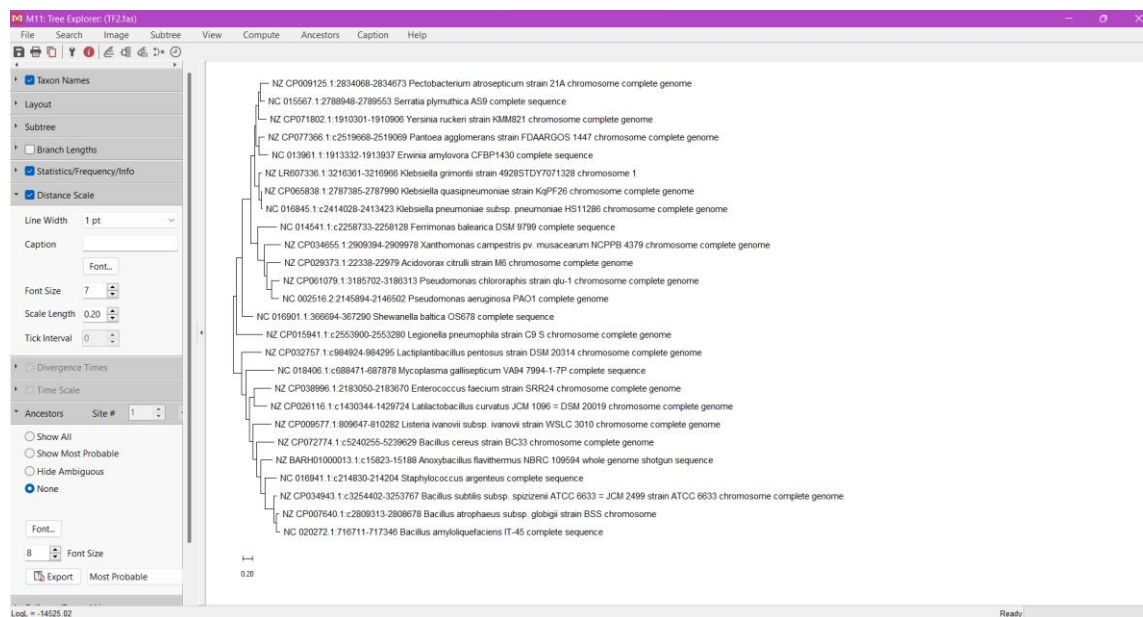 M11: Tree Explorer: (TF2.fas)
File Search Image Subtree View Compute Ancestors Caption Help
Taxon Names
Layout
Subtree
Branch Lengths
Statistics/Frequency/Info
Distance Scale
Line Width 1 pt
Caption
Font...
Font Size 7
Scale Length 0.20
Tick Interval 0
Divergence Times
Time Scale
Ancestors Site # 1
Show All
Show Most Probable
Hide Ambiguous
None
Font...
8 Font Size
Export Most Probable
LogL = -14525.02
NZ CP009125.1:2834068-2834673 Pectobacterium atrosepticum strain 21A chromosome complete genome
NC 015567.1:2788948-2789553 Serratia plymuthica AS9 complete sequence
NZ CP071802.1:1910301-1910906 Yersinia ruckeri strain KMM821 chromosome complete genome
NZ CP077366.1:c2519668-2519069 Pantoea agglomerans strain FDAARGOS 1447 chromosome complete genome
NC 013961.1:1913332-1913937 Erwinia amylovora CFBP1430 complete sequence
NZ LR607336.1:3216361-3216966 Klebsiella grimontii strain 4928STDY7071328 chromosome 1
NZ CP065838.1:2787385-2787990 Klebsiella quasipneumoniae strain KqPF26 chromosome complete genome
NC 016845.1:c2414028-2413423 Klebsiella pneumoniae subsp. pneumoniae HS11286 chromosome complete genome
NC 014541.1:c2258733-2258128 Ferrimonas balearica DSM 9799 complete sequence
NZ CP034655.1:2909394-2909978 Xanthomonas campestris pv. musacearum NCPPB 4379 chromosome complete genome
NZ CP029373.1:22338-22979 Acidovorax citrulli strain M6 chromosome complete genome
NZ CP061079.1:3185702-3186313 Pseudomonas chlororaphis strain qlu-1 chromosome complete genome
NC 002516.2:2145894-2146502 Pseudomonas aeruginosa PAO1 complete genome
NC 016901.1:366694-367290 Shewanella baltica OS678 complete sequence
NZ CP015941.1:c2553900-2553280 Legionella pneumophila strain C9 S chromosome complete genome
NZ CP032757.1:c984924-984295 Lactiplantibacillus pentosus strain DSM 20314 chromosome complete genome
NC 018406.1:c688471-687878 Mycoplasma gallisepticum VA94 7994-1-7P complete sequence
NZ CP038996.1:2183050-2183670 Enterococcus faecium strain SRR24 chromosome complete genome
NZ CP026116.1:c1430344-1429724 Latilactobacillus curvatus JCM 1096 = DSM 20019 chromosome complete genome
NZ CP009577.1:809647-810282 Listeria ivanovii subsp. ivanovii strain WSLC 3010 chromosome complete genome
NZ CP072774.1:c5240255-5239629 Bacillus cereus strain BC33 chromosome complete genome
NZ BARH01000013.1:c15823-15188 Anoxybacillus flavithermus NBRC 109594 whole genome shotgun sequence
NC 016941.1:c214830-214204 Staphylococcus argenteus complete sequence
NZ CP034943.1:c3254402-3253767 Bacillus subtilis subsp. spizizenii ATCC 6633 = JCM 2499 strain ATCC 6633 chromosome complete genome
NZ CP007640.1:c2809313-2808678 Bacillus atrophaeus subsp. globigii strain BSS chromosome
NC 020272.1:716711-717346 Bacillus amyloliquefaciens IT-45 complete sequence
0.20
Ready